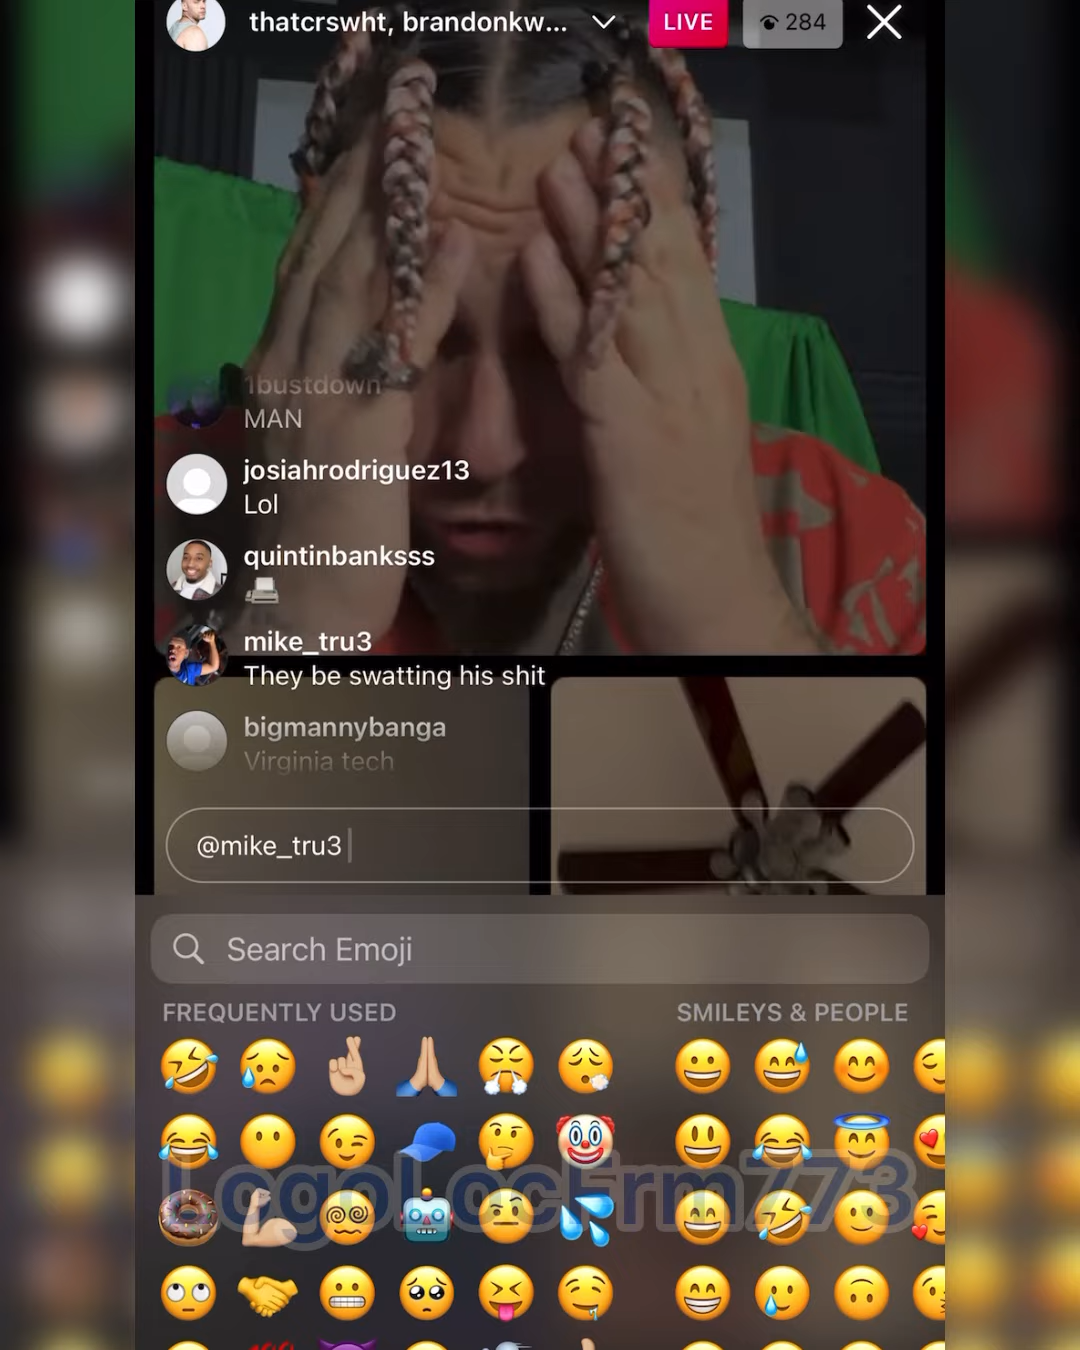 thatcrswht, brandonkw...
LIVE
284
1bustdown
MAN
josiahrodriguez13
Lol
quintinbanksss
mike_tru3
They be swatting his shit
bigmannybanga
Virginia tech
@mike_tru3
Search Emoji
FREQUENTLY USED
SMILEYS & PEOPLE
LogoLocFrm773